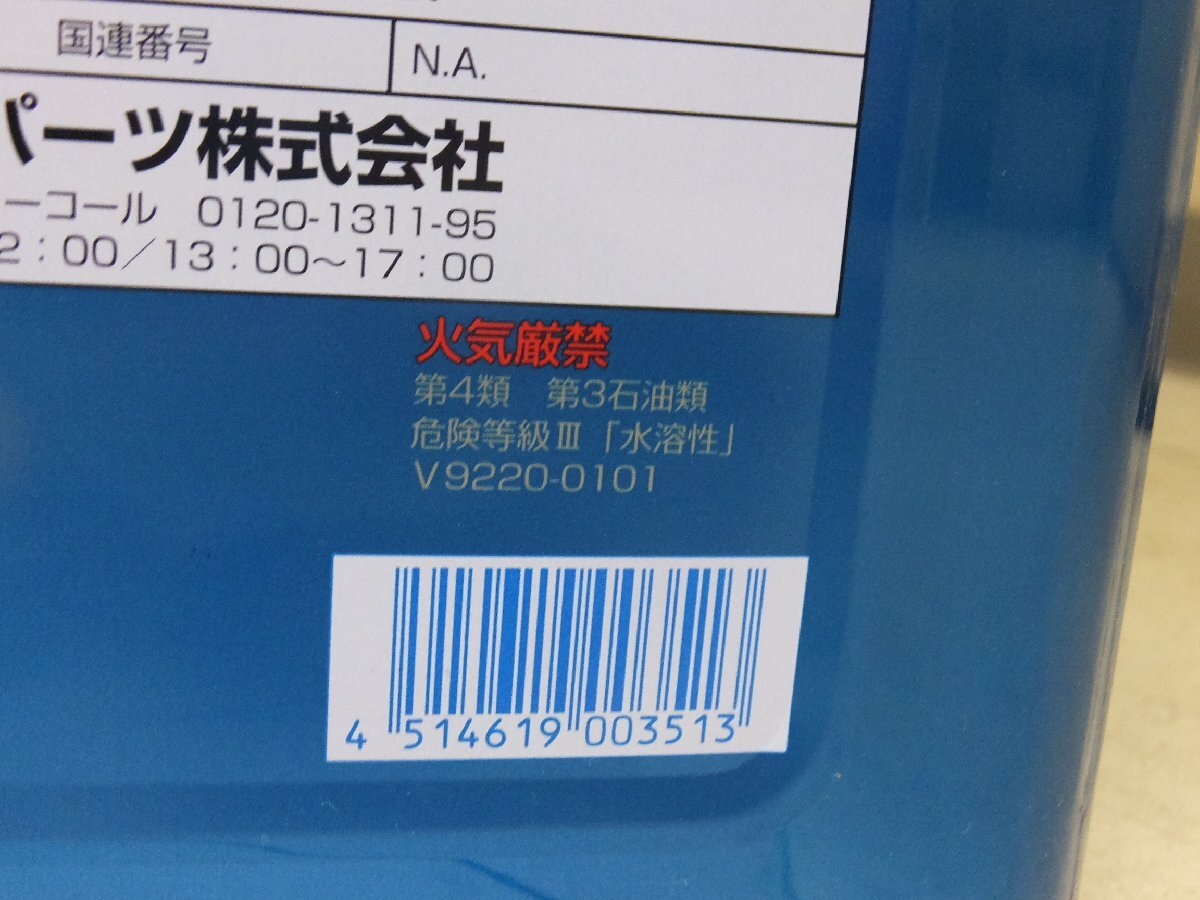 国連番号 N.A.
パーツ株式会社
ーコール 0120-1311-95
2：00／13：00～17：00
火気厳禁
第4類 第3石油類
危険等級Ⅲ「水溶性」
V9220-0101
4 514619 003513